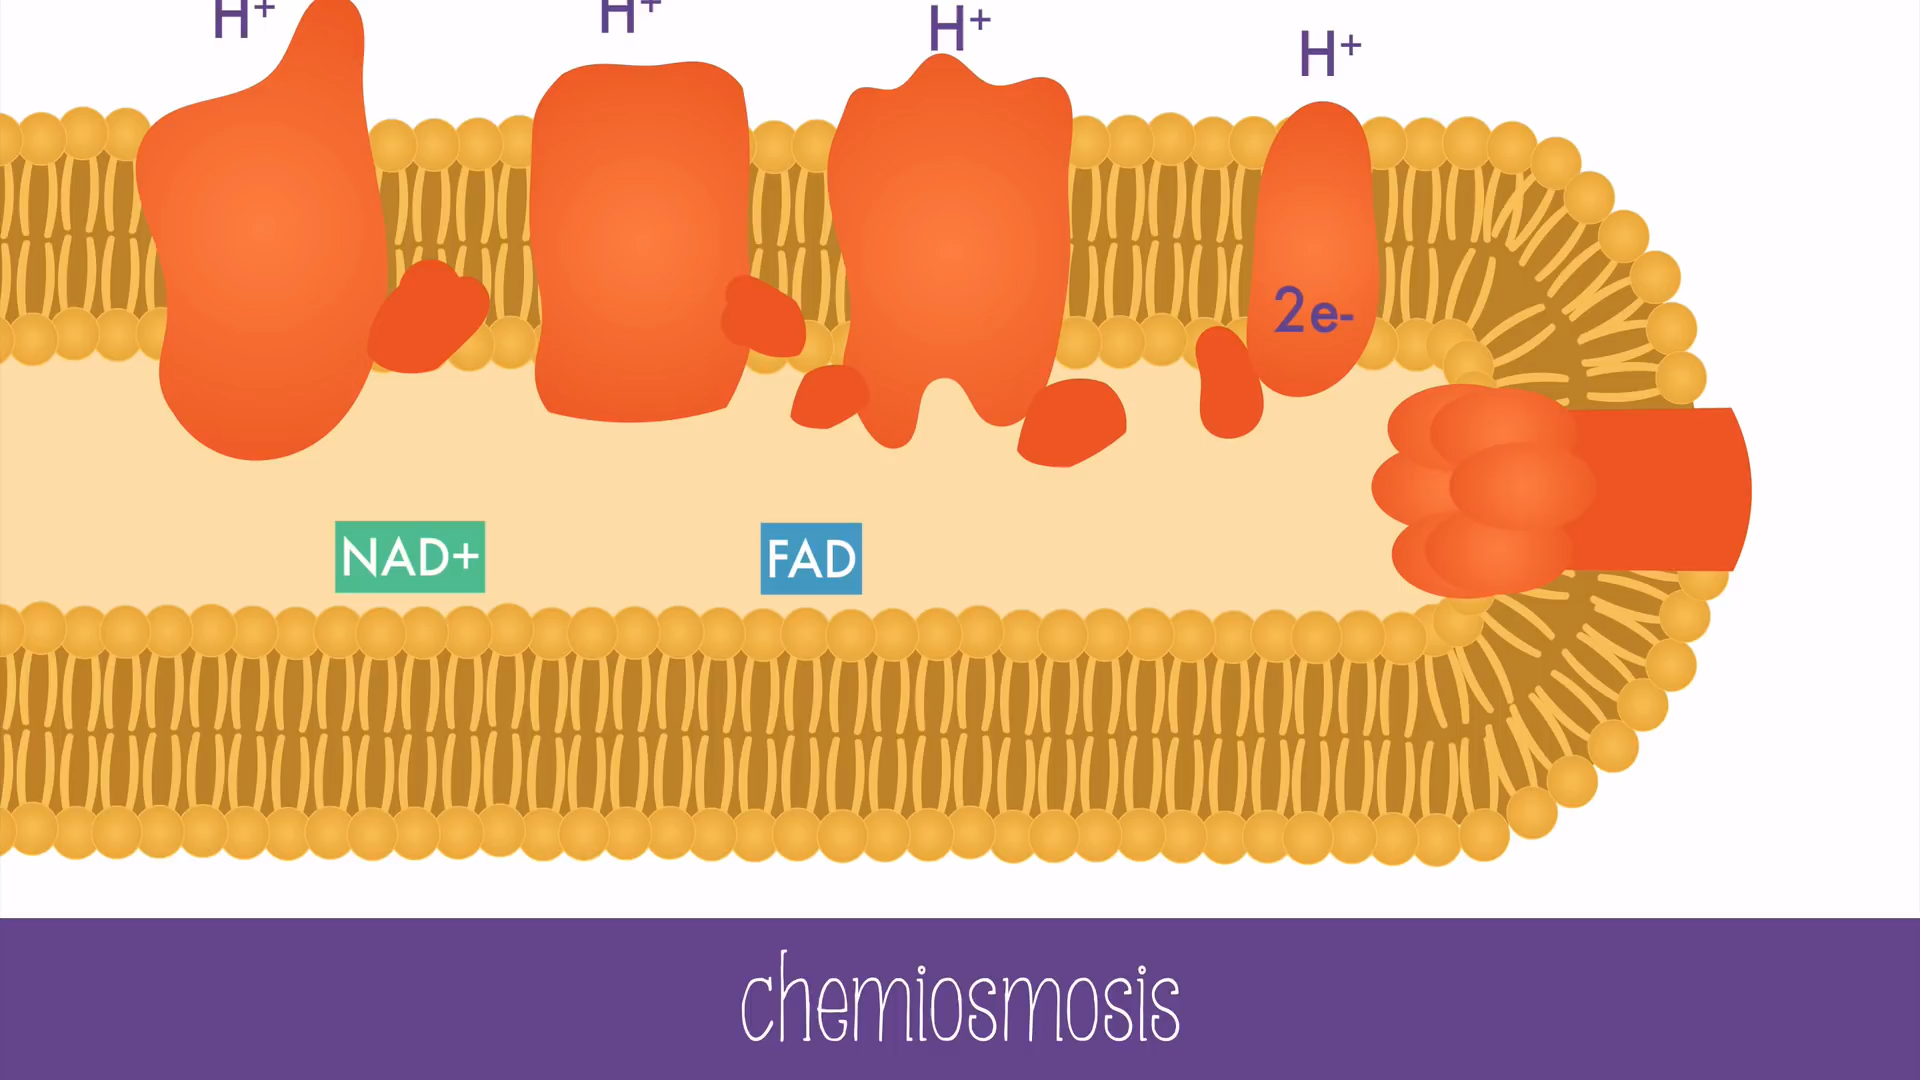 H⁺
H⁺
H⁺
H⁺
2e-
NAD+
FAD
chemiosmosis